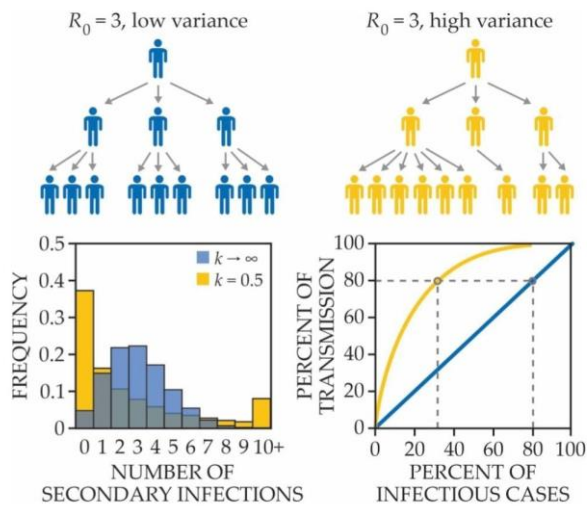 R₀ = 3, low variance
R₀ = 3, high variance
FREQUENCY
0.5
0.4
0.3
0.2
0.1
0
k → ∞
k = 0.5
0 1 2 3 4 5 6 7 8 9 10+
NUMBER OF
SECONDARY INFECTIONS
PERCENT OF
TRANSMISSION
100
80
60
40
20
0
0 20 40 60 80 100
PERCENT OF
INFECTIOUS CASES